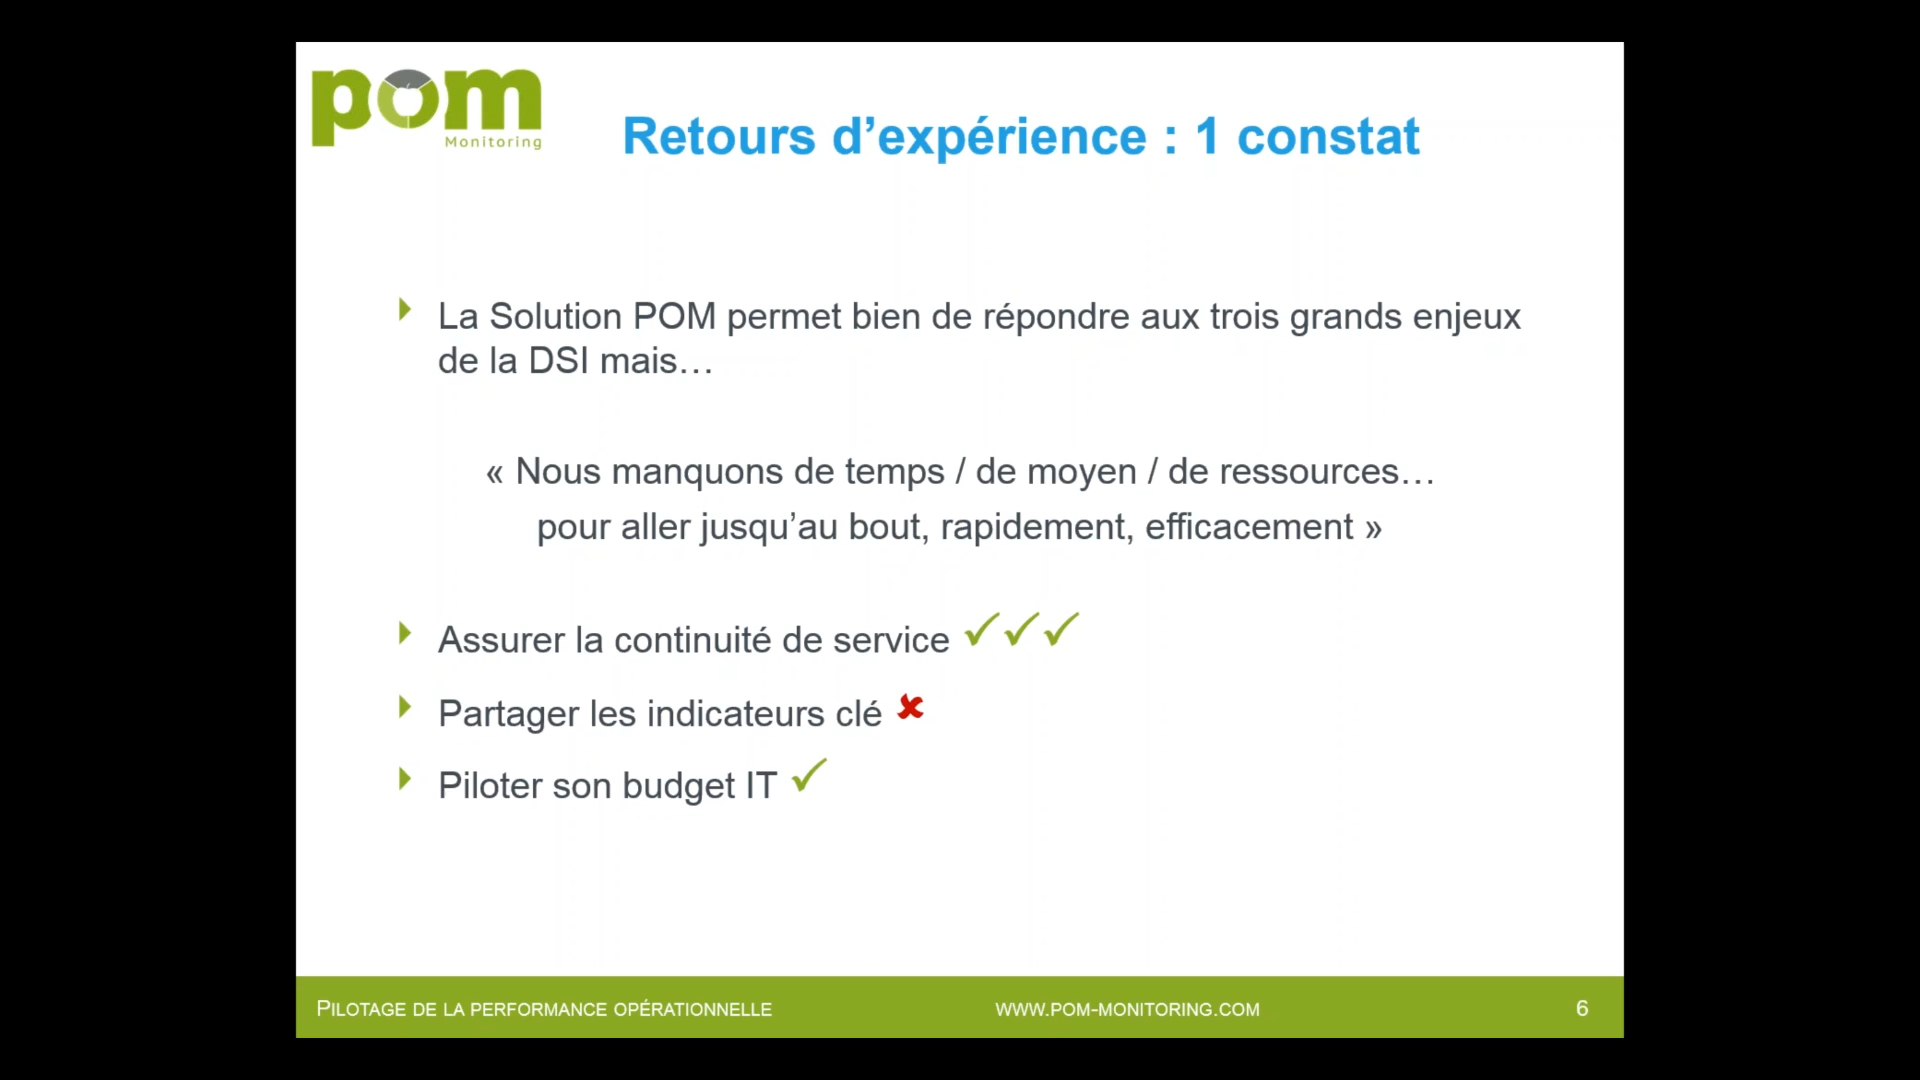 pom
Monitoring
Retours d’expérience : 1 constat
La Solution POM permet bien de répondre aux trois grands enjeux
de la DSI mais…
« Nous manquons de temps / de moyen / de ressources…
pour aller jusqu’au bout, rapidement, efficacement »
Assurer la continuité de service ✓✓✓
Partager les indicateurs clé ✘
Piloter son budget IT ✓
PILOTAGE DE LA PERFORMANCE OPÉRATIONNELLE
WWW.POM-MONITORING.COM
6